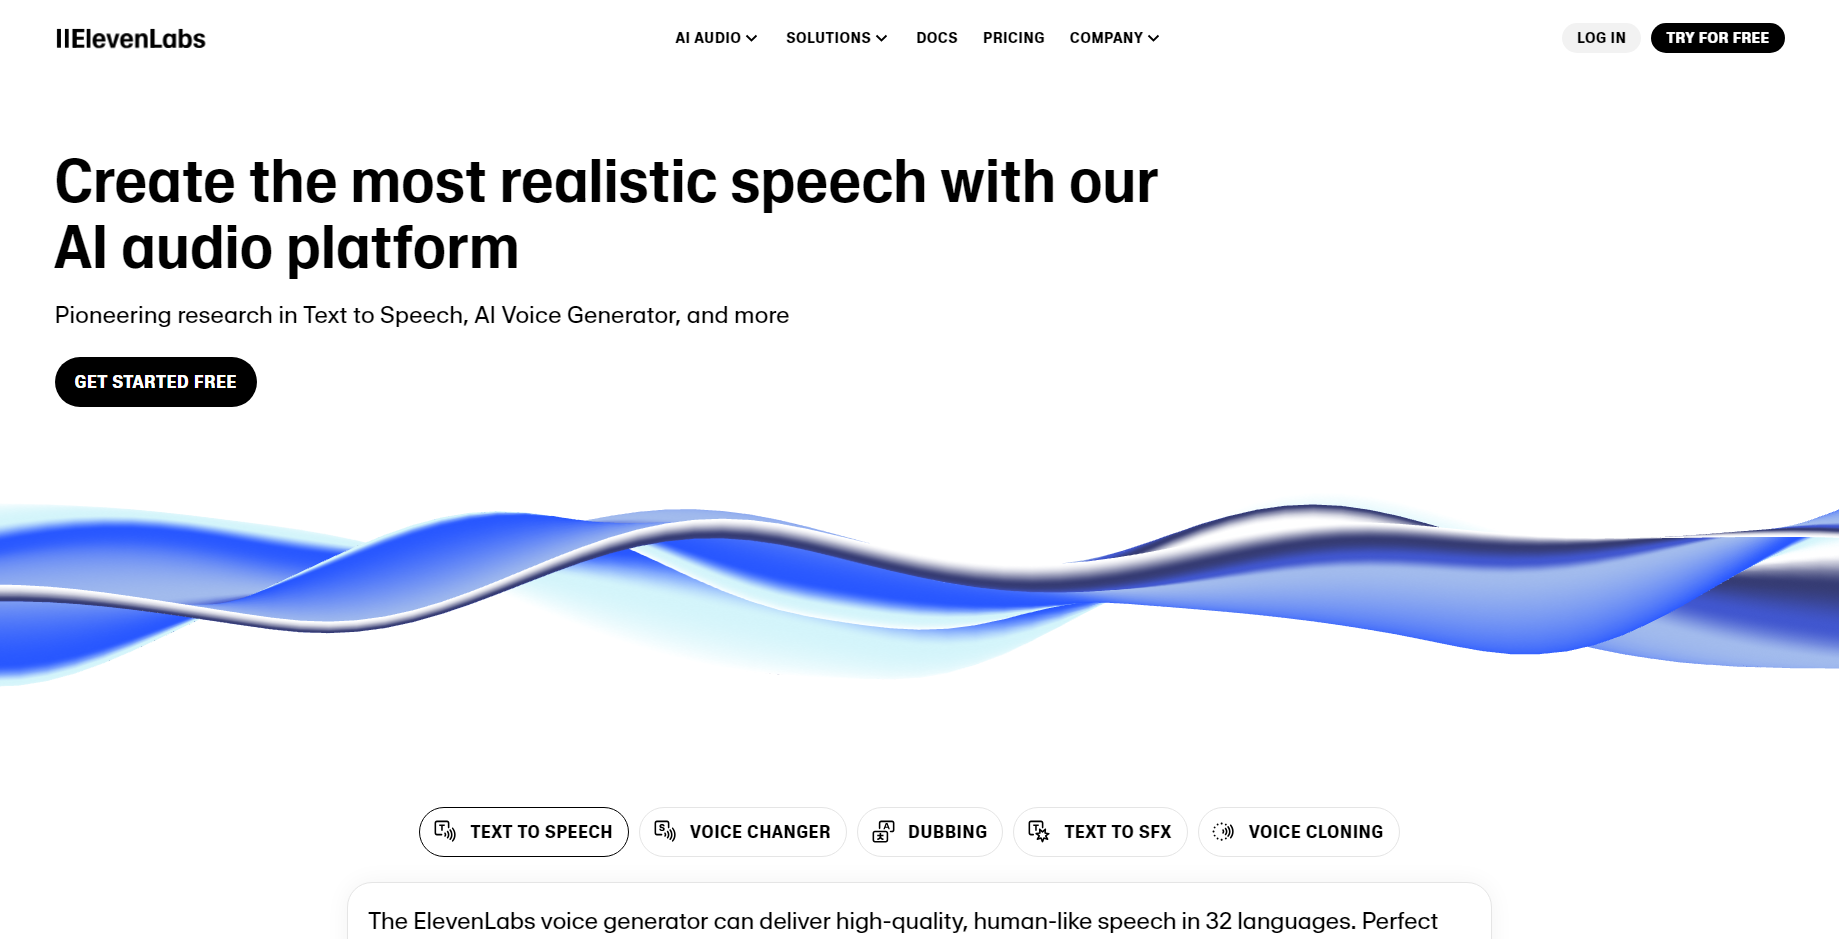 IIElevenLabs
AI AUDIO
SOLUTIONS
DOCS
PRICING
COMPANY
LOG IN
TRY FOR FREE
Create the most realistic speech with our
AI audio platform
Pioneering research in Text to Speech, AI Voice Generator, and more
GET STARTED FREE
TEXT TO SPEECH
VOICE CHANGER
DUBBING
TEXT TO SFX
VOICE CLONING
The ElevenLabs voice generator can deliver high-quality, human-like speech in 32 languages. Perfect